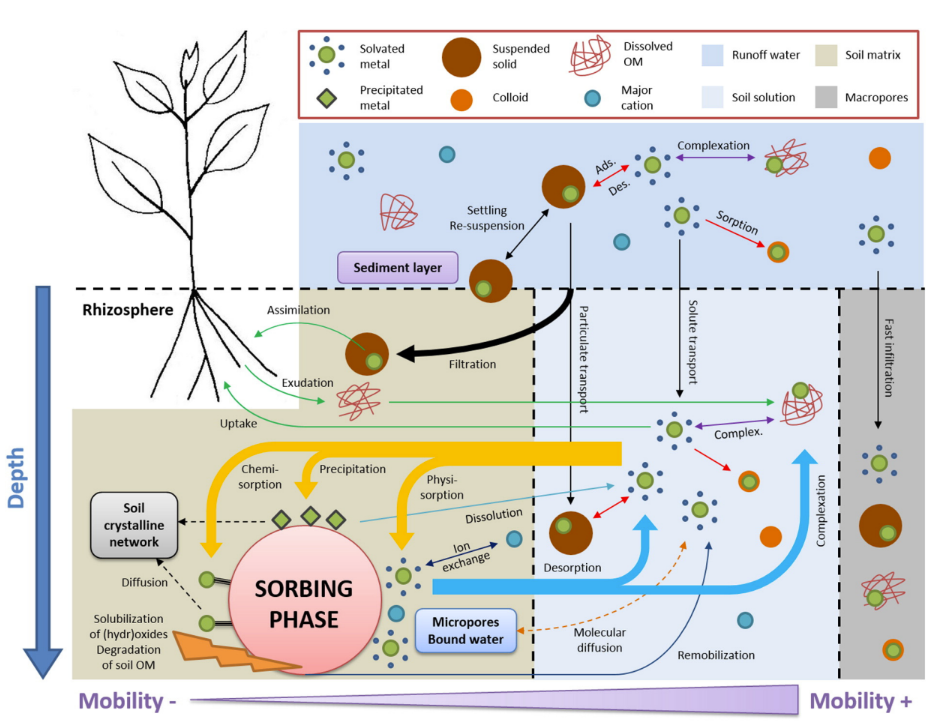 Solvated
metal
Suspended
solid
Dissolved
OM
Runoff water
Soil matrix
Precipitated
metal
Colloid
Major
cation
Soil solution
Macropores
Complexation
Ads.
Des.
Settling
Re-suspension
Sorption
Sediment layer
Rhizosphere
Assimilation
Filtration
Particulate transport
Solute transport
Fast infiltration
Exudation
Uptake
Complex.
Chemi-
sorption
Precipitation
Physi-
sorption
Depth
Soil
crystalline
network
Dissolution
Complexation
Ion
exchange
Diffusion
Desorption
SORBING
PHASE
Solubilization
of (hydr)oxides
Degradation
of soil OM
Micropores
Bound water
Molecular
diffusion
Remobilization
Mobility -
Mobility +